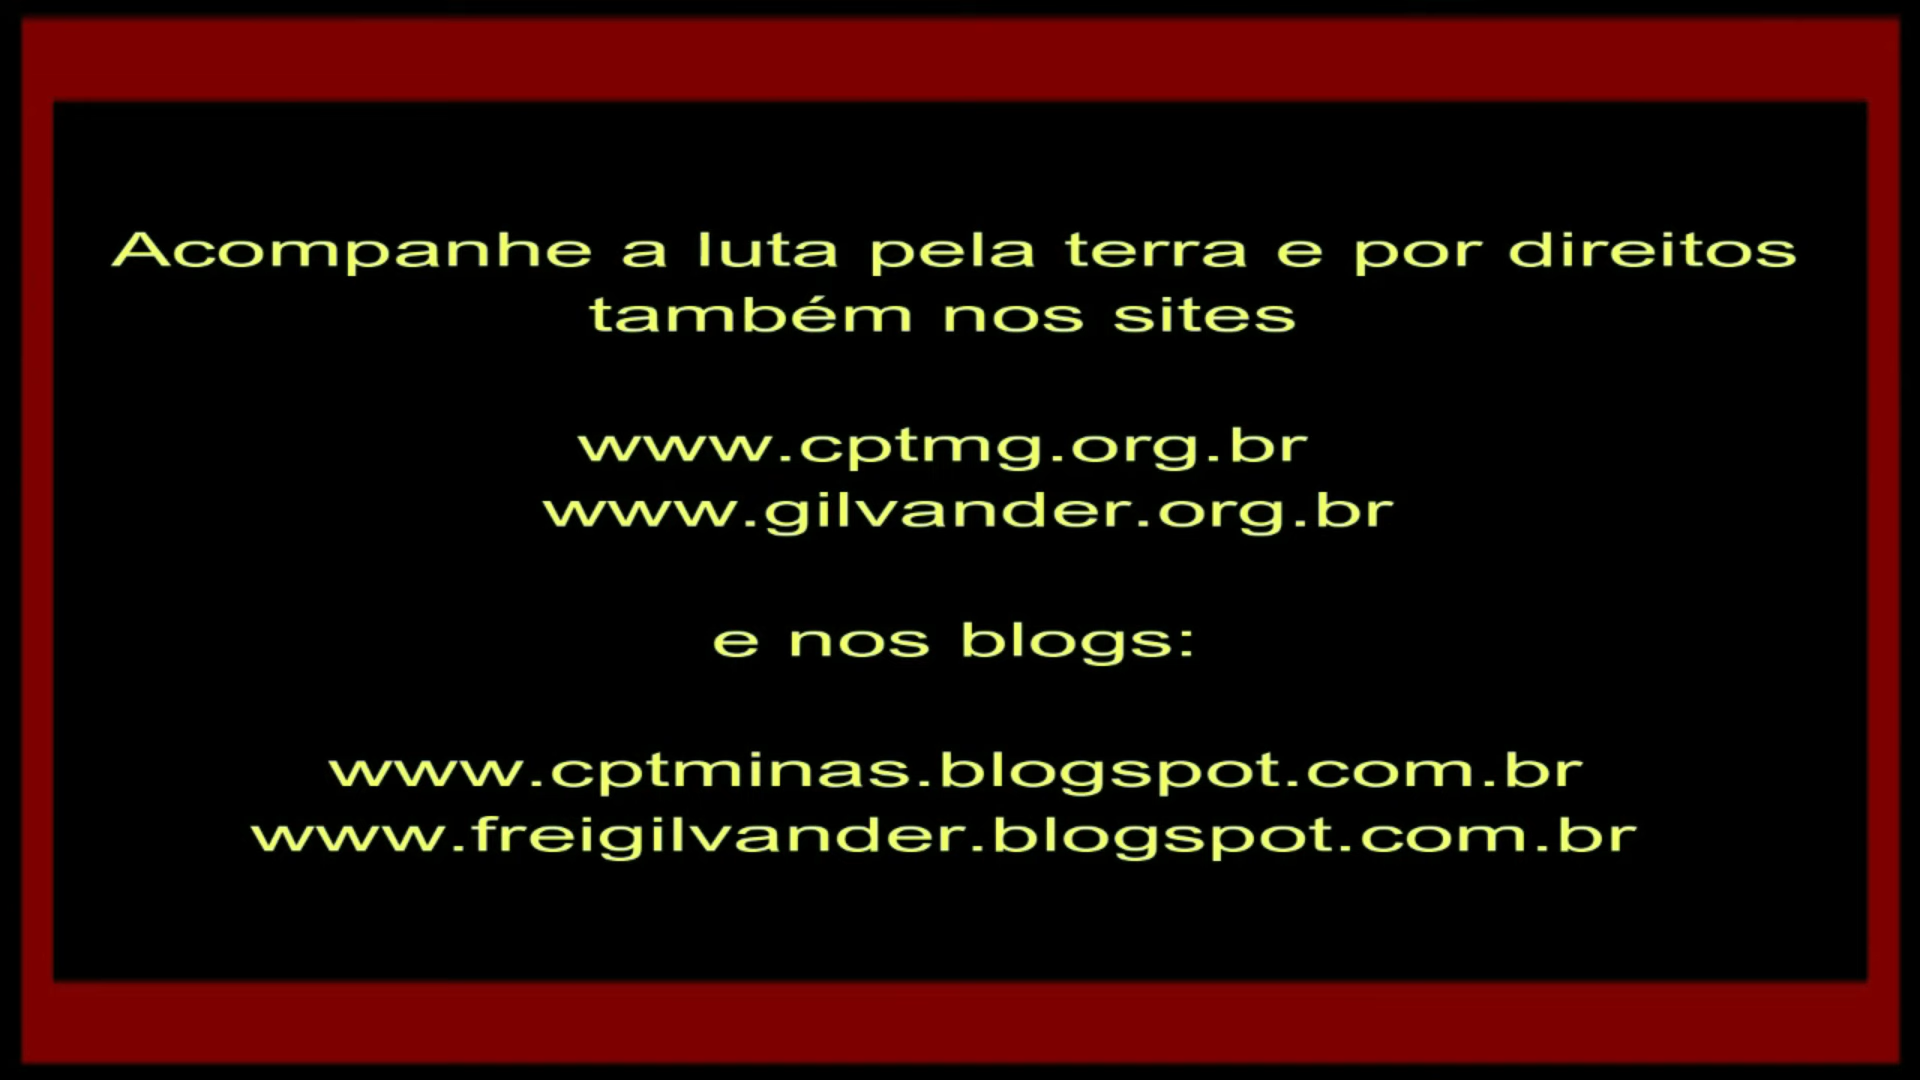 Acompanhe a luta pela terra e por direitos
também nos sites
www.cptmg.org.br
www.gilvander.org.br
e nos blogs:
www.cptminas.blogspot.com.br
www.freigilvander.blogspot.com.br